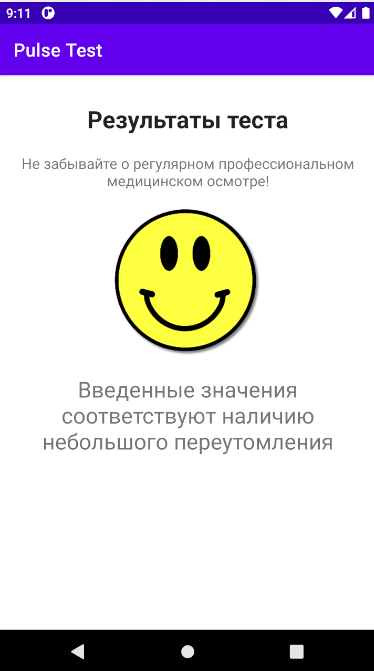 9:11
Pulse Test
Результаты теста
Не забывайте о регулярном профессиональном
медицинском осмотре!
Введенные значения
соответствуют наличию
небольшого переутомления